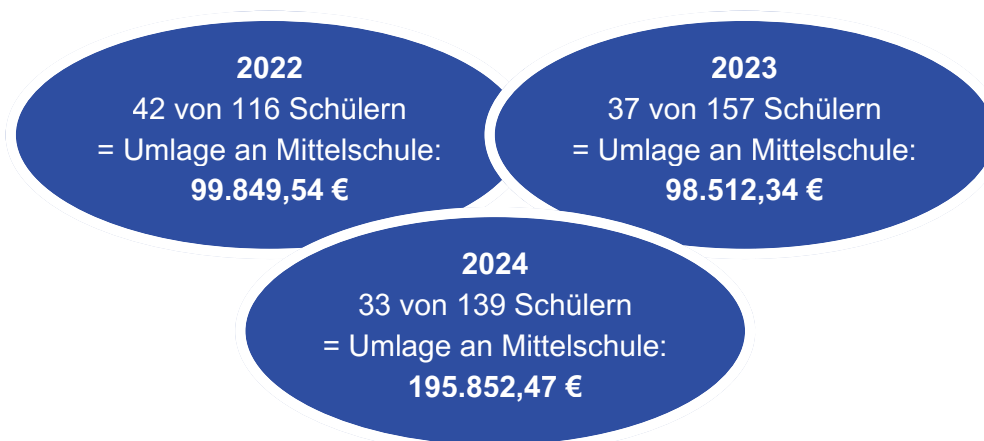 2022
42 von 116 Schülern
= Umlage an Mittelschule:
99.849,54 €
2023
37 von 157 Schülern
= Umlage an Mittelschule:
98.512,34 €
2024
33 von 139 Schülern
= Umlage an Mittelschule:
195.852,47 €